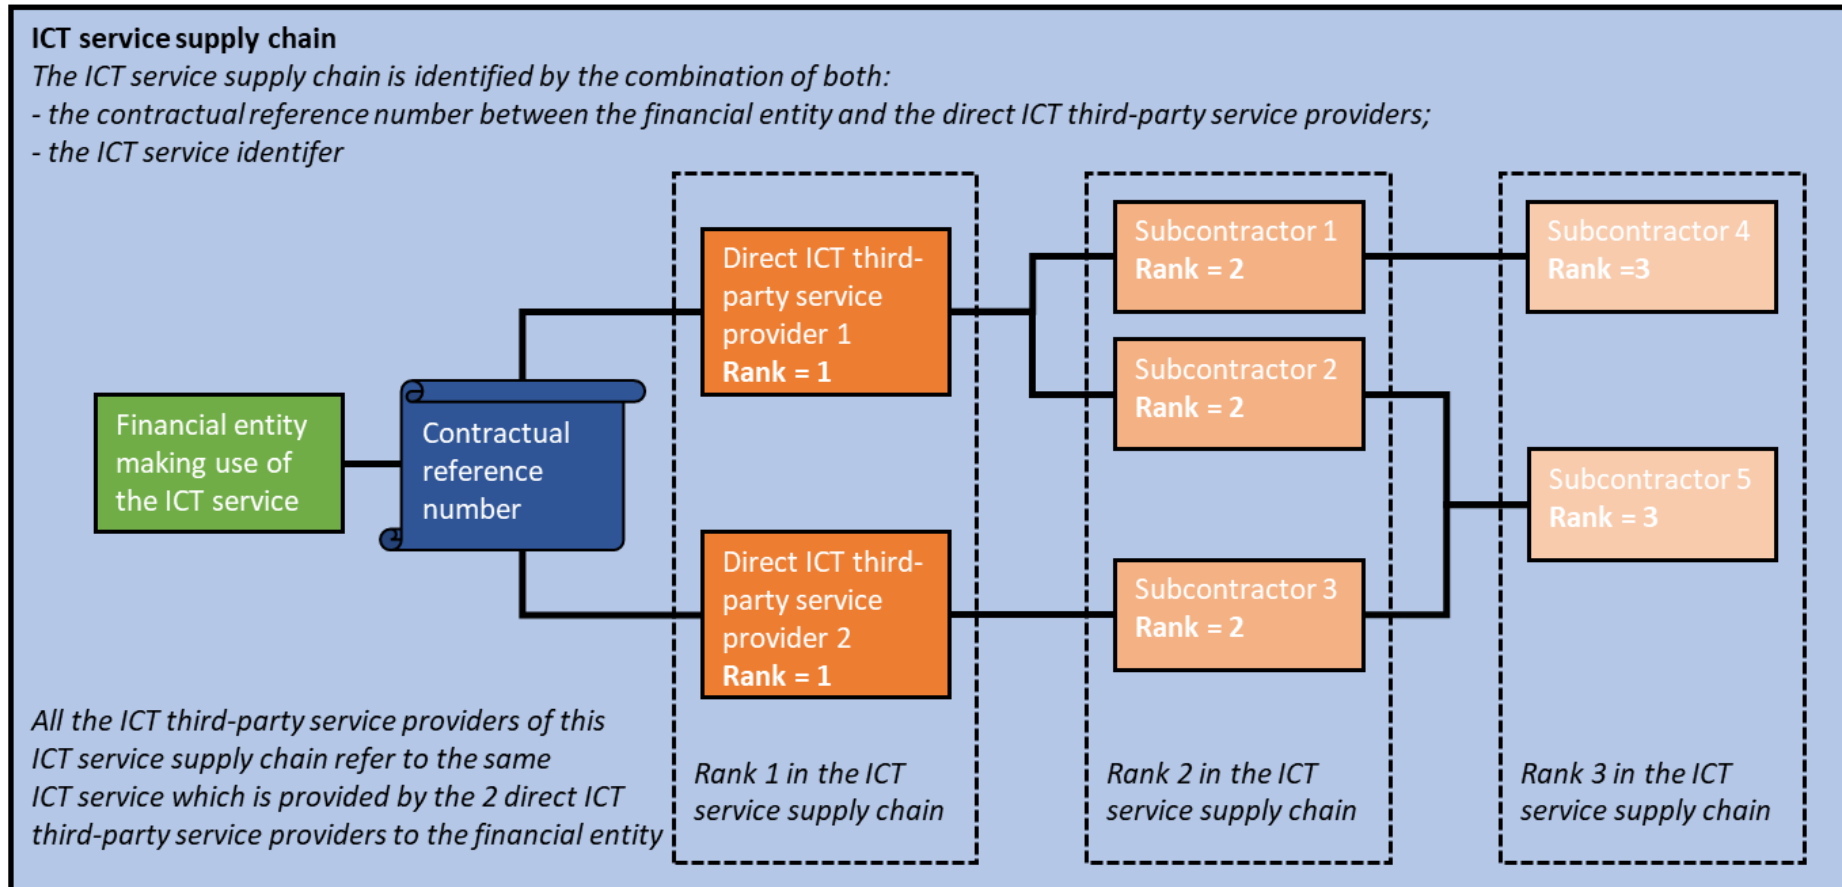 ICT service supply chain
The ICT service supply chain is identified by the combination of both:
- the contractual reference number between the financial entity and the direct ICT third-party service providers;
- the ICT service identifer
Financial entity
making use of
the ICT service
Contractual
reference
number
Direct ICT third-
party service
provider 1
Rank = 1
Direct ICT third-
party service
provider 2
Rank = 1
Subcontractor 1
Rank = 2
Subcontractor 2
Rank = 2
Subcontractor 3
Rank = 2
Subcontractor 4
Rank =3
Subcontractor 5
Rank = 3
All the ICT third-party service providers of this
ICT service supply chain refer to the same
ICT service which is provided by the 2 direct ICT
third-party service providers to the financial entity
Rank 1 in the ICT
service supply chain
Rank 2 in the ICT
service supply chain
Rank 3 in the ICT
service supply chain